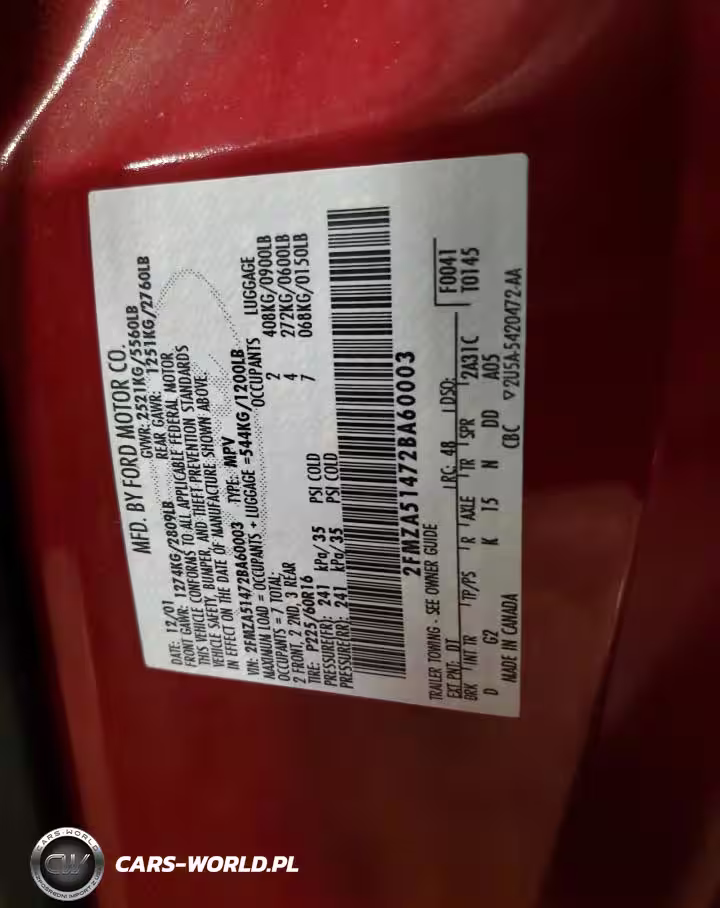 MFD. BY FORD MOTOR CO.
DATE: 12/01 GVWR: 2521KG/5560LB
FRONT GAWR: 1274KG/2809LB REAR GAWR: 1251KG/2760LB
THIS VEHICLE CONFORMS TO ALL APPLICABLE FEDERAL MOTOR
VEHICLE SAFETY, BUMPER, AND THEFT PREVENTION STANDARDS
IN EFFECT ON THE DATE OF MANUFACTURE SHOWN ABOVE.
VIN: 2FMZA51472BA60003 TYPE: MPV
MAXIMUM LOAD = OCCUPANTS + LUGGAGE =544KG/1200LB
OCCUPANTS = 7 TOTAL: OCCUPANTS LUGGAGE
2 FRONT, 2 2ND, 3 REAR 2 408KG/0900LB
TIRE: P225/60R16 4 272KG/0600LB
PRESSURE(FR): 241 kPa/35 PSI COLD 7 068KG/0150LB
PRESSURE(RR): 241 kPa/35 PSI COLD
2FMZA51472BA60003
TRAILER TOWING - SEE OWNER GUIDE
EXT PNT: DT RC: 48 DSO: F0041
BRK INT TR TP/PS R AXLE TR SPR 2A31C T0145
D G2 K 15 N DD A05
MADE IN CANADA CBC ▽2U5A-5420472-AA
CARS-WORLD
CW
CARS-WORLD.PL